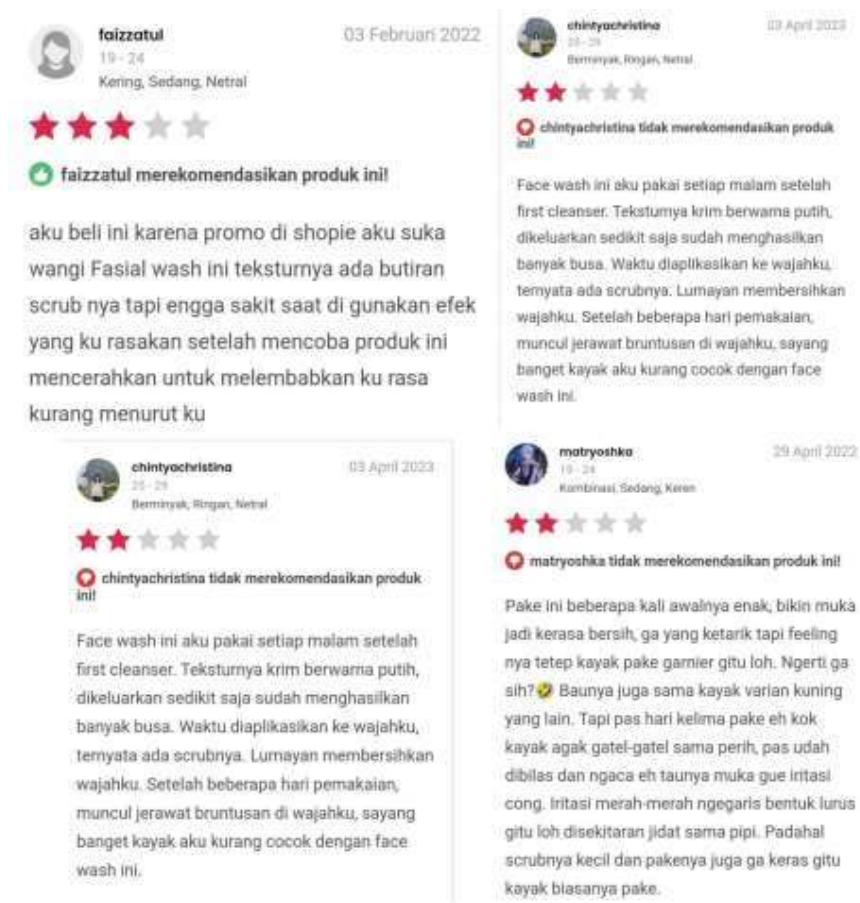 faizzatul
03 Februari 2022
19 - 24
Kering, Sedang, Netral
faizzatul merekomendasikan produk ini!
aku beli ini karena promo di shopie aku suka
wangi Fasial wash ini teksturnya ada butiran
scrub nya tapi engga sakit saat di gunakan efek
yang ku rasakan setelah mencoba produk ini
mencerahkan untuk melembabkan ku rasa
kurang menurut ku
chintyachristina
03 April 2023
25 - 29
Berminyak, Ringan, Netral
chintyachristina tidak merekomendasikan produk
ini!
Face wash ini aku pakai setiap malam setelah
first cleanser. Teksturnya krim berwarna putih,
dikeluarkan sedikit saja sudah menghasilkan
banyak busa. Waktu diaplikasikan ke wajahku,
ternyata ada scrubnya. Lumayan membersihkan
wajahku. Setelah beberapa hari pemakaian,
muncul jerawat bruntusan di wajahku, sayang
banget kayak aku kurang cocok dengan face
wash ini.
chintyachristina
03 April 2023
25 - 29
Berminyak, Ringan, Netral
chintyachristina tidak merekomendasikan produk
ini!
Face wash ini aku pakai setiap malam setelah
first cleanser. Teksturnya krim berwarna putih,
dikeluarkan sedikit saja sudah menghasilkan
banyak busa. Waktu diaplikasikan ke wajahku,
ternyata ada scrubnya. Lumayan membersihkan
wajahku. Setelah beberapa hari pemakaian,
muncul jerawat bruntusan di wajahku, sayang
banget kayak aku kurang cocok dengan face
wash ini.
matryoshka
29 April 2022
19 - 24
Kombinasi, Sedang, Keren
matryoshka tidak merekomendasikan produk ini!
Pake ini beberapa kali awalnya enak, bikin muka
jadi kerasa bersih, ga yang ketarik tapi feeling
nya tetep kayak pake garnier gitu loh. Ngerti ga
sih?🤣 Baunya juga sama kayak varian kuning
yang lain. Tapi pas hari kelima pake eh kok
kayak agak gatel-gatel sama perih, pas udah
dibilas dan ngaca eh taunya muka gue iritasi
cong. Iritasi merah-merah ngegaris bentuk lurus
gitu loh disekitaran jidat sama pipi. Padahal
scrubnya kecil dan pakenya juga ga keras gitu
kayak biasanya pake.